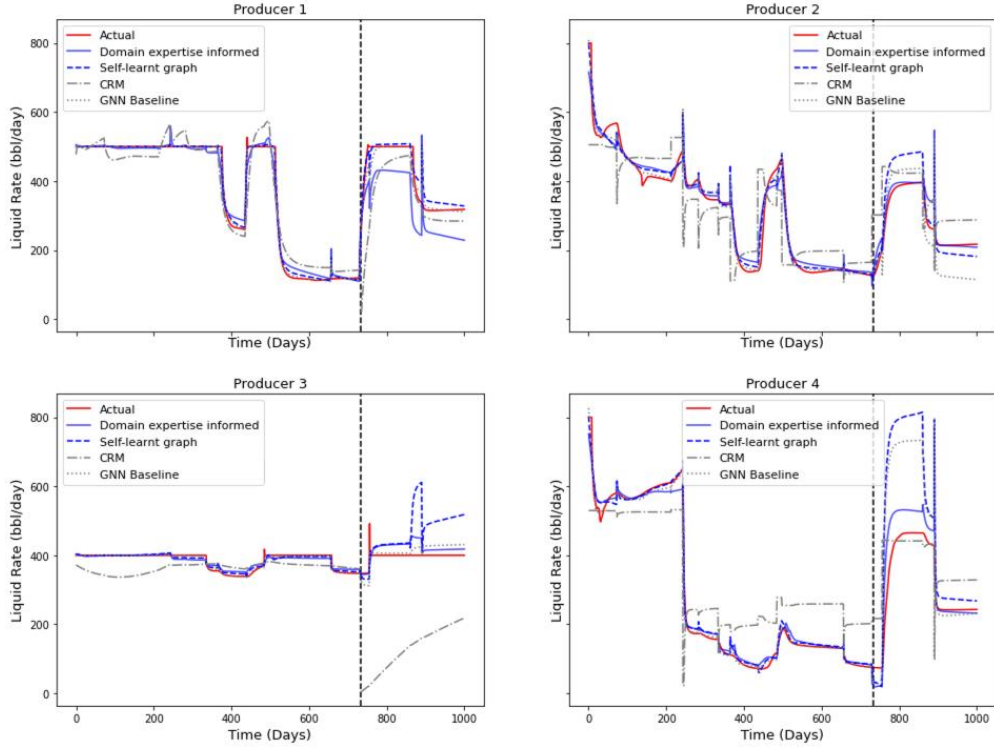 Producer 1
Liquid Rate (bbl/day)
800
600
400
200
0
Actual
Domain expertise informed
Self-learnt graph
CRM
GNN Baseline
Time (Days)
Producer 2
Liquid Rate (bbl/day)
Actual
Domain expertise informed
Self-learnt graph
CRM
GNN Baseline
Time (Days)
Producer 3
Liquid Rate (bbl/day)
800
600
400
200
0
Actual
Domain expertise informed
Self-learnt graph
CRM
GNN Baseline
0 200 400 600 800 1000
Time (Days)
Producer 4
Liquid Rate (bbl/day)
Actual
Domain expertise informed
Self-learnt graph
CRM
GNN Baseline
0 200 400 600 800 1000
Time (Days)